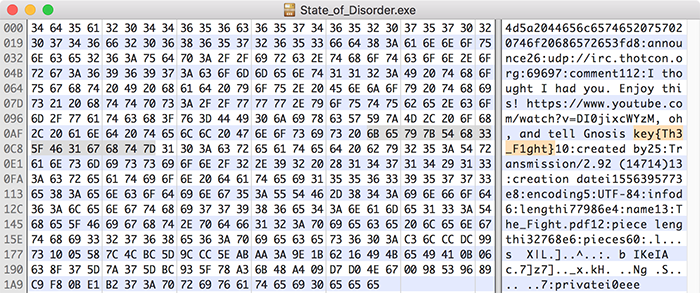 State_of_Disorder.exe
000 34 64 35 61 32 30 34 34 36 35 36 63 36 35 37 34 36 35 32 30 37 35 37 30 32 4d5a2044656c6574652075702
019 30 37 34 36 66 32 30 36 38 36 35 37 32 36 35 33 66 64 38 3A 61 6E 6E 6F 75 0746f20686572653fd8:annou
032 6E 63 65 32 36 3A 75 64 70 3A 2F 2F 69 72 63 2E 74 68 6F 74 63 6F 6E 2E 6F nce26:udp://irc.thotcon.o
04B 72 67 3A 36 39 36 39 37 3A 63 6F 6D 6D 65 6E 74 31 31 32 3A 49 20 74 68 6F rg:69697:comment112:I tho
064 75 67 68 74 20 49 20 68 61 64 20 79 6F 75 2E 20 45 6E 6A 6F 79 20 74 68 69 ught I had you. Enjoy thi
07D 73 21 20 68 74 74 70 73 3A 2F 2F 77 77 77 2E 79 6F 75 74 75 62 65 2E 63 6F s! https://www.youtube.co
096 6D 2F 77 61 74 63 68 3F 76 3D 44 49 30 6A 69 78 63 57 59 7A 4D 2C 20 6F 68 m/watch?v=DI0jixcWYzM, oh
0AF 2C 20 61 6E 64 20 74 65 6C 6C 20 47 6E 6F 73 69 73 20 6B 65 79 7B 54 68 33 , and tell Gnosis key{Th3
0C8 5F 46 31 67 68 74 7D 31 30 3A 63 72 65 61 74 65 64 20 62 79 32 35 3A 54 72 _F1ght}10:created by25:Tr
0E1 61 6E 73 6D 69 73 73 69 6F 6E 2F 32 2E 39 32 20 28 31 34 37 31 34 29 31 33 ansmission/2.92 (14714)13
0FA 3A 63 72 65 61 74 69 6F 6E 20 64 61 74 65 69 31 35 35 36 33 39 35 37 37 33 :creation datei1556395773
113 65 38 3A 65 6E 63 6F 64 69 6E 67 35 3A 55 54 46 2D 38 34 3A 69 6E 66 6F 64 e8:encoding5:UTF-84:infod
12C 36 3A 6C 65 6E 67 74 68 69 37 37 39 38 36 65 34 3A 6E 61 6D 65 31 33 3A 54 6:lengthi77986e4:name13:T
145 68 65 5F 46 69 67 68 74 2E 70 64 66 31 32 3A 70 69 65 63 65 20 6C 65 6E 67 he_Fight.pdf12:piece leng
15E 74 68 69 33 32 37 36 38 65 36 3A 70 69 65 63 65 73 36 30 3A C3 6C CC DC 99 thi32768e6:pieces60:.l...
177 73 10 05 58 7C 4C BC 5D 9C CC 5E AB AA 3A 9E 1B 62 16 49 4B 65 49 41 0B 06
190 63 8F 37 5D 7A 37 5D BC 93 5F 78 A3 6B 48 A4 09 D7 D0 4E 67 00 98 53 96 89
1A9 C9 F8 0B E1 B2 37 3A 70 72 69 76 61 74 65 69 30 65 65 65 .. .. ..7:privatei0eee